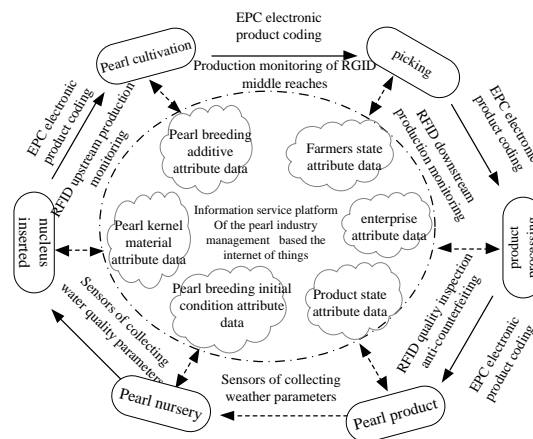 EPC electronic
product coding
Pearl cultivation
picking
Production monitoring of RGID
middle reaches
EPC electronic
product coding
RFID upstream production
monitoring
Pearl breeding
additive
attribute data
Farmers state
attribute data
RFID downstream
production monitoring
EPC electronic
product coding
nucleus
inserted
Pearl kernel
material
attribute data
Information service platform
Of the pearl industry
management based the
internet of things
enterprise
attribute data
product
processing
Pearl breeding initial
condition attribute
data
Product state
attribute data
Sensors of collecting
water quality parameters
RFID quality inspection
anti-counterfeiting
EPC electronic
product coding
Sensors of collecting
weather parameters
Pearl nursery
Pearl product